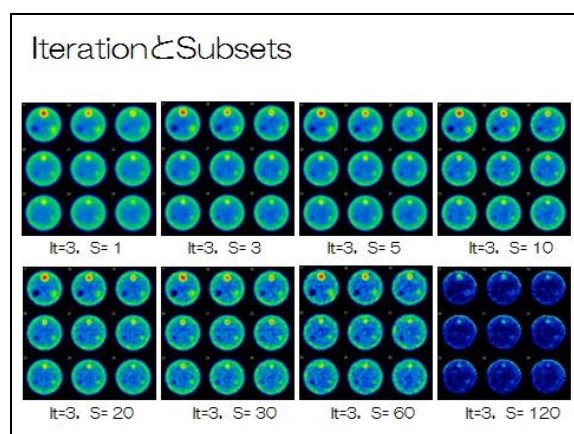 IterationとSubsets
It=3, S= 1
It=3, S= 3
It=3, S= 5
It=3, S= 10
It=3, S= 20
It=3, S= 30
It=3, S= 60
It=3, S= 120